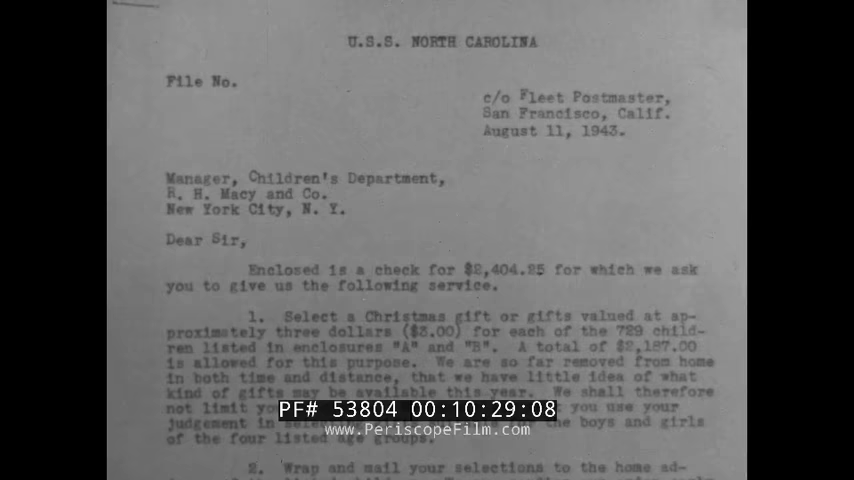 U.S.S. NORTH CAROLINA
File No.
c/o Fleet Postmaster,
San Francisco, Calif.
August 11, 1943.
Manager, Children's Department,
R. H. Macy and Co.
New York City, N. Y.
Dear Sir,
Enclosed is a check for $2,404.25 for which we ask
you to give us the following service.
1. Select a Christmas gift or gifts valued at ap-
proximately three dollars ($3.00) for each of the 729 child-
ren listed in enclosures "A" and "B". A total of $2,187.00
is allowed for this purpose. We are so far removed from home
in both time and distance, that we have little idea of what
kind of gifts may be available this year. We shall therefore
not limit you use your
judgement in the boys and girls
of the four listed age groups.
PF# 53804 00:10:29:08
www.PeriscopeFilm.com
2. Wrap and mail your selections to the home ad-